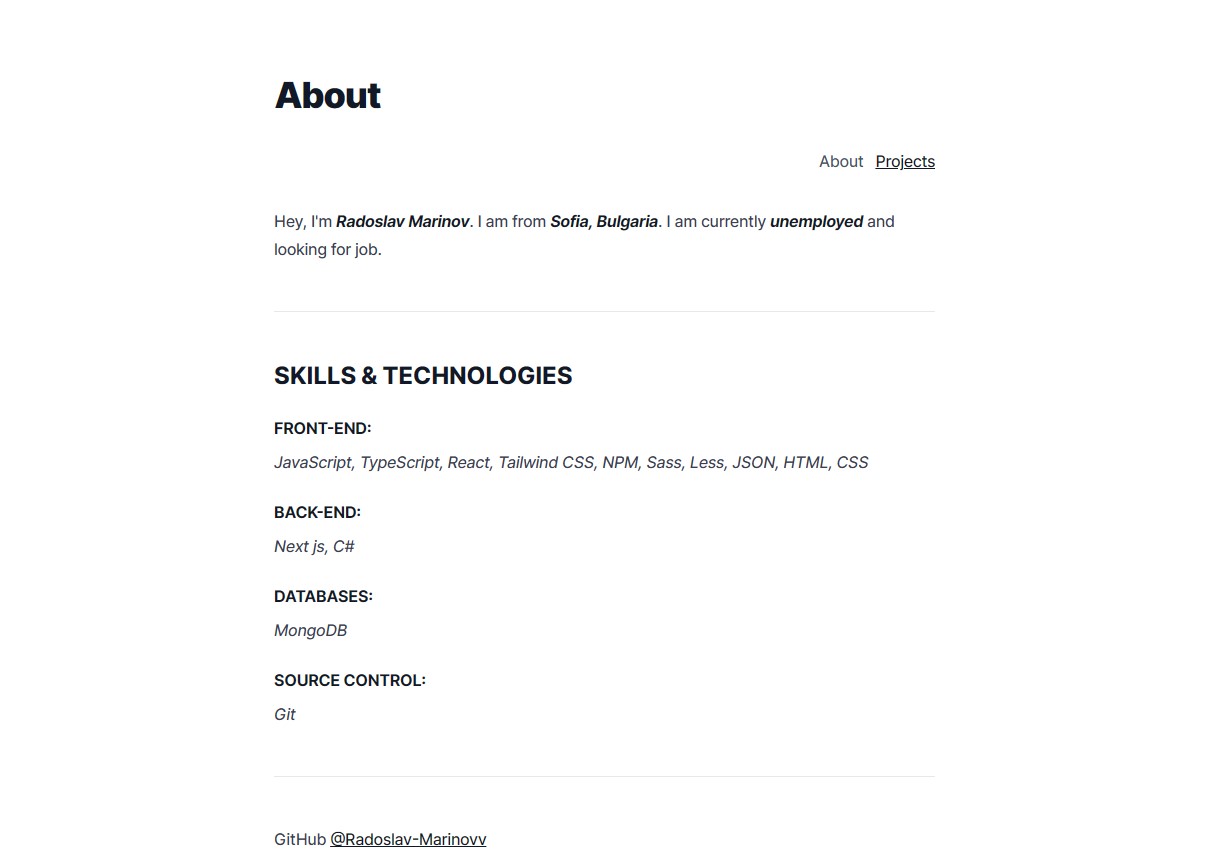 About
About Projects
Hey, I'm Radoslav Marinov. I am from Sofia, Bulgaria. I am currently unemployed and
looking for job.
SKILLS & TECHNOLOGIES
FRONT-END:
JavaScript, TypeScript, React, Tailwind CSS, NPM, Sass, Less, JSON, HTML, CSS
BACK-END:
Next js, C#
DATABASES:
MongoDB
SOURCE CONTROL:
Git
GitHub @Radoslav-Marinovv